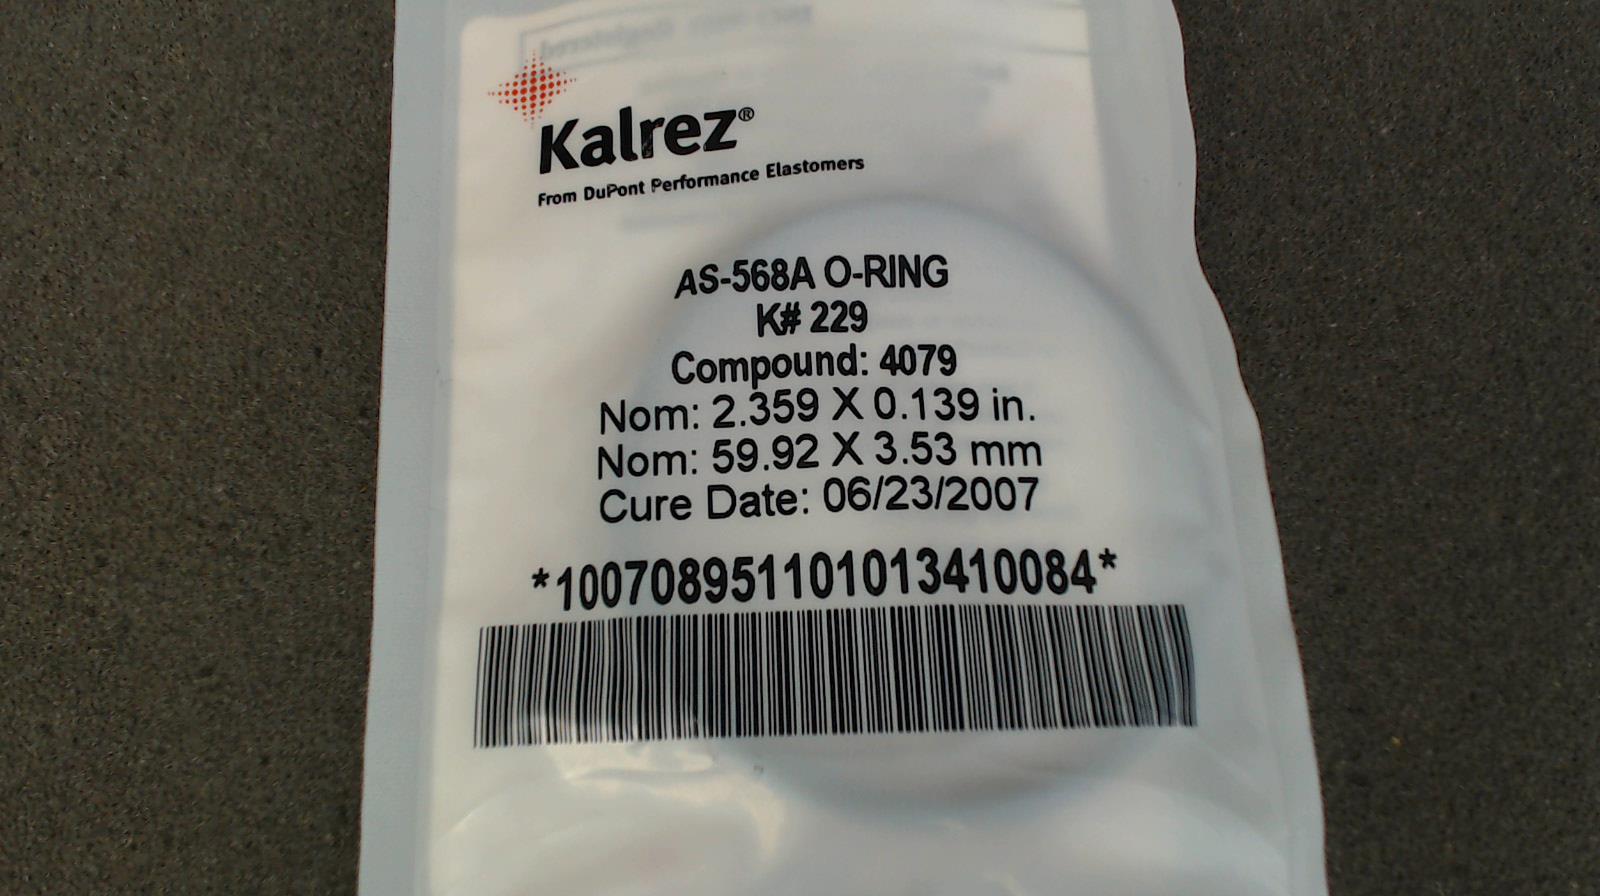 Kalrez®
From DuPont Performance Elastomers
AS-568A O-RING
K# 229
Compound: 4079
Nom: 2.359 X 0.139 in.
Nom: 59.92 X 3.53 mm
Cure Date: 06/23/2007
*100708951101013410084*